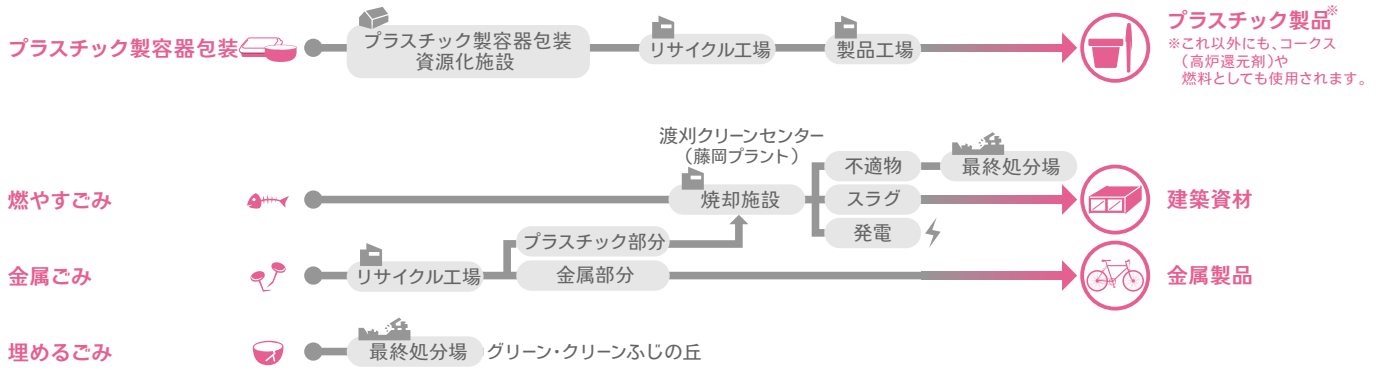 プラスチック製容器包装
プラスチック製容器包装
資源化施設
リサイクル工場
製品工場
プラスチック製品※
※これ以外にも、コークス
（高炉還元剤）や
燃料としても使用されます。
燃やすごみ
渡刈クリーンセンター
（藤岡プラント）
焼却施設
不適物
最終処分場
スラグ
発電
建築資材
金属ごみ
リサイクル工場
プラスチック部分
金属部分
金属製品
埋めるごみ
最終処分場
グリーン・クリーンふじの丘